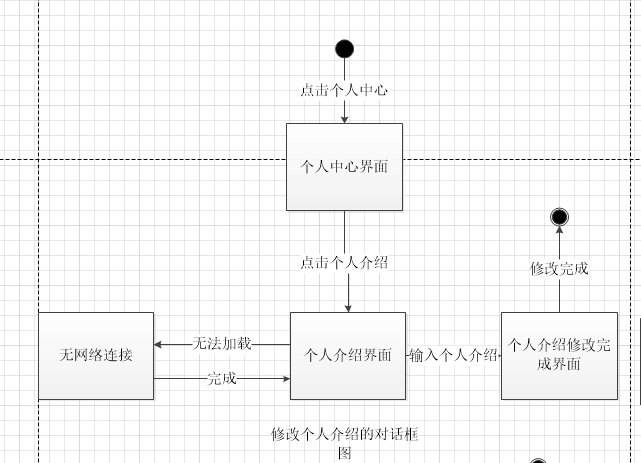 点击个人中心
个人中心界面
点击个人介绍
修改完成
无网络连接
无法加载
完成
个人介绍界面
输入个人介绍
个人介绍修改完
成界面
修改个人介绍的对话框
图